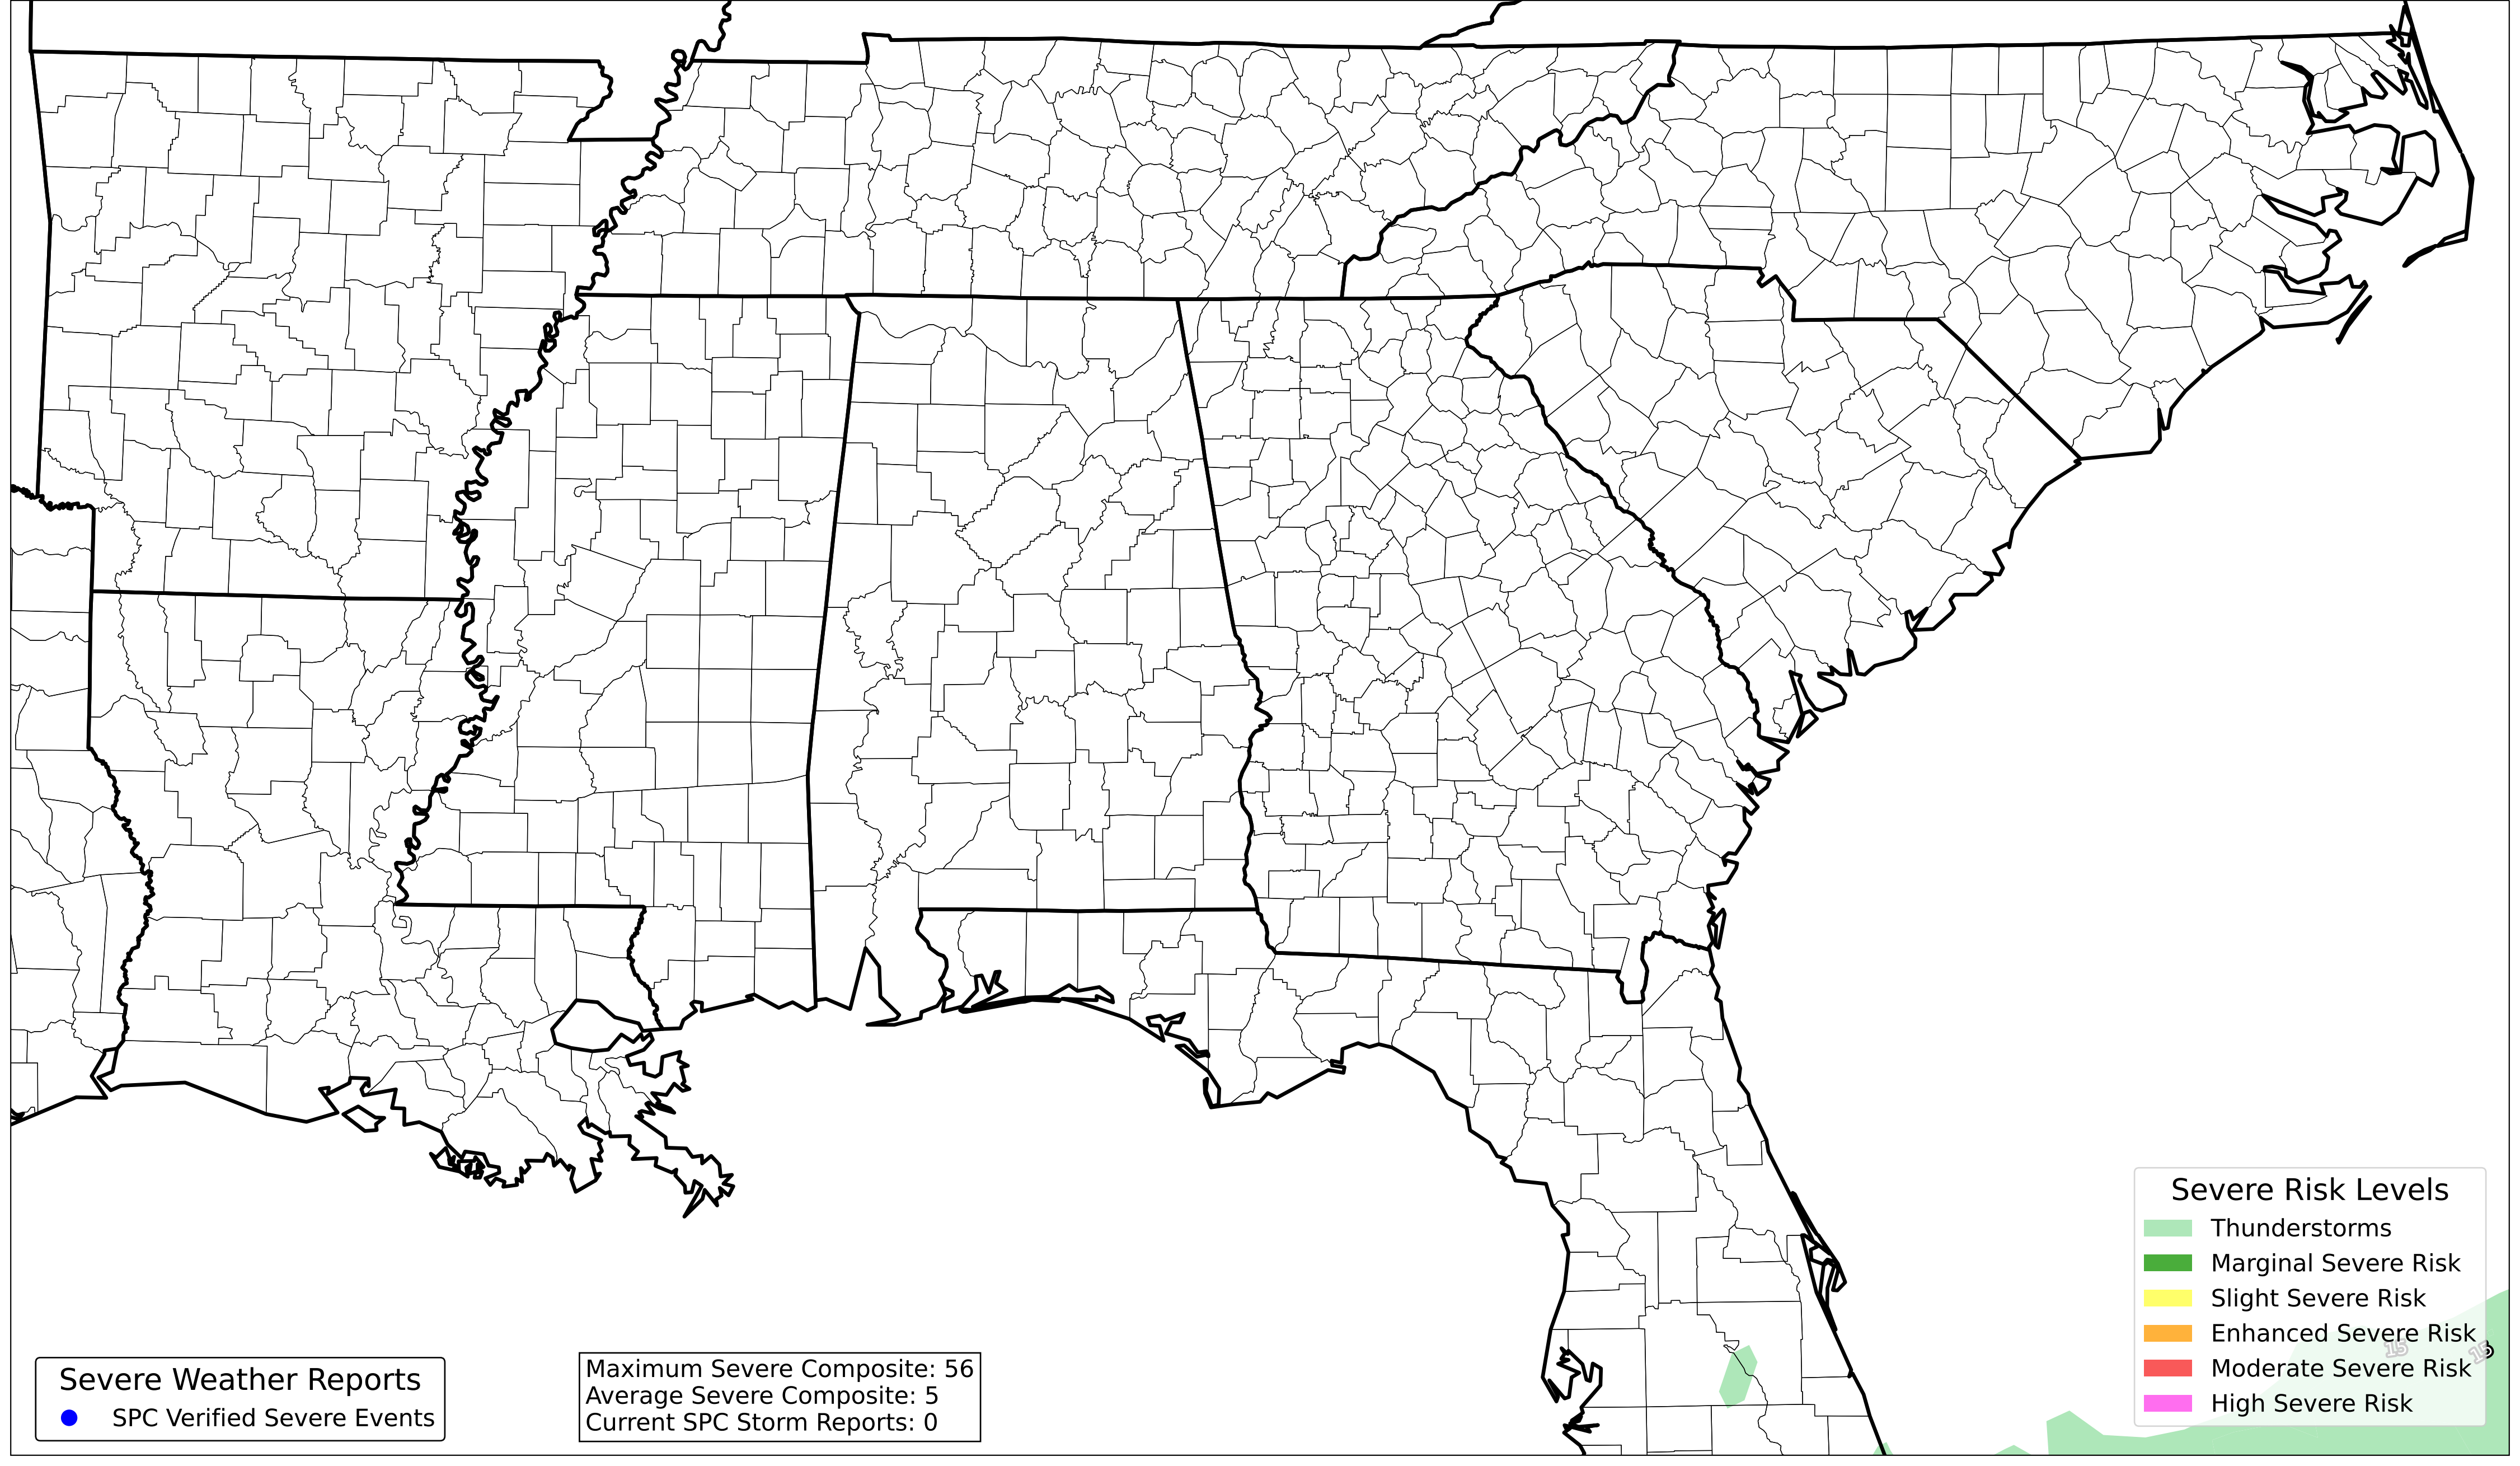 Severe Risk Levels
Thunderstorms
Marginal Severe Risk
Slight Severe Risk
Enhanced Severe Risk
15
15
Moderate Severe Risk
High Severe Risk
Severe Weather Reports
SPC Verified Severe Events
Maximum Severe Composite: 56
Average Severe Composite: 5
Current SPC Storm Reports: 0